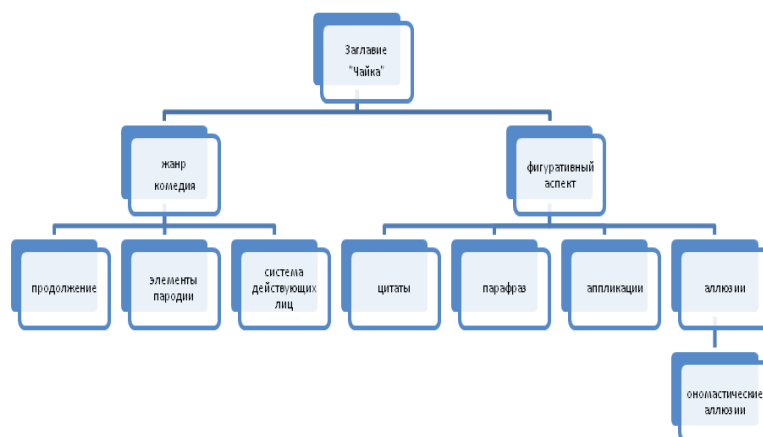 Заглавие
"Чайка"
жанр
комедия
фигуративный
аспект
продолжение
элементы
пародии
система
действующих
лиц
цитаты
парафраз
аппликации
аллюзии
ономастические
аллюзии